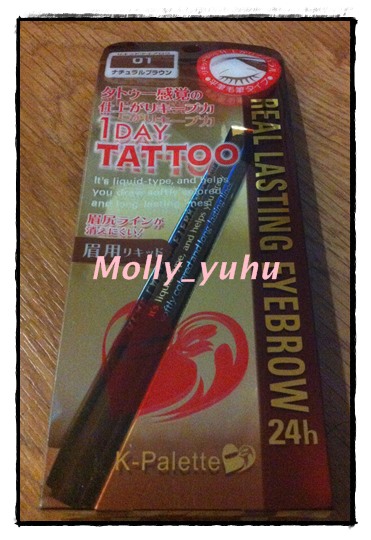 01
ナチュラルブラウン
タトゥー感覚の
仕上がりキープ力
1DAY
TATTOO
It's liquid-type, and helps
you draw softly colored
and long-lasting lines!
眉尻ラインが
消えにくい!
眉用リキッド
REAL LASTING EYEBROW
24h
Molly_yuhu
K-Palette